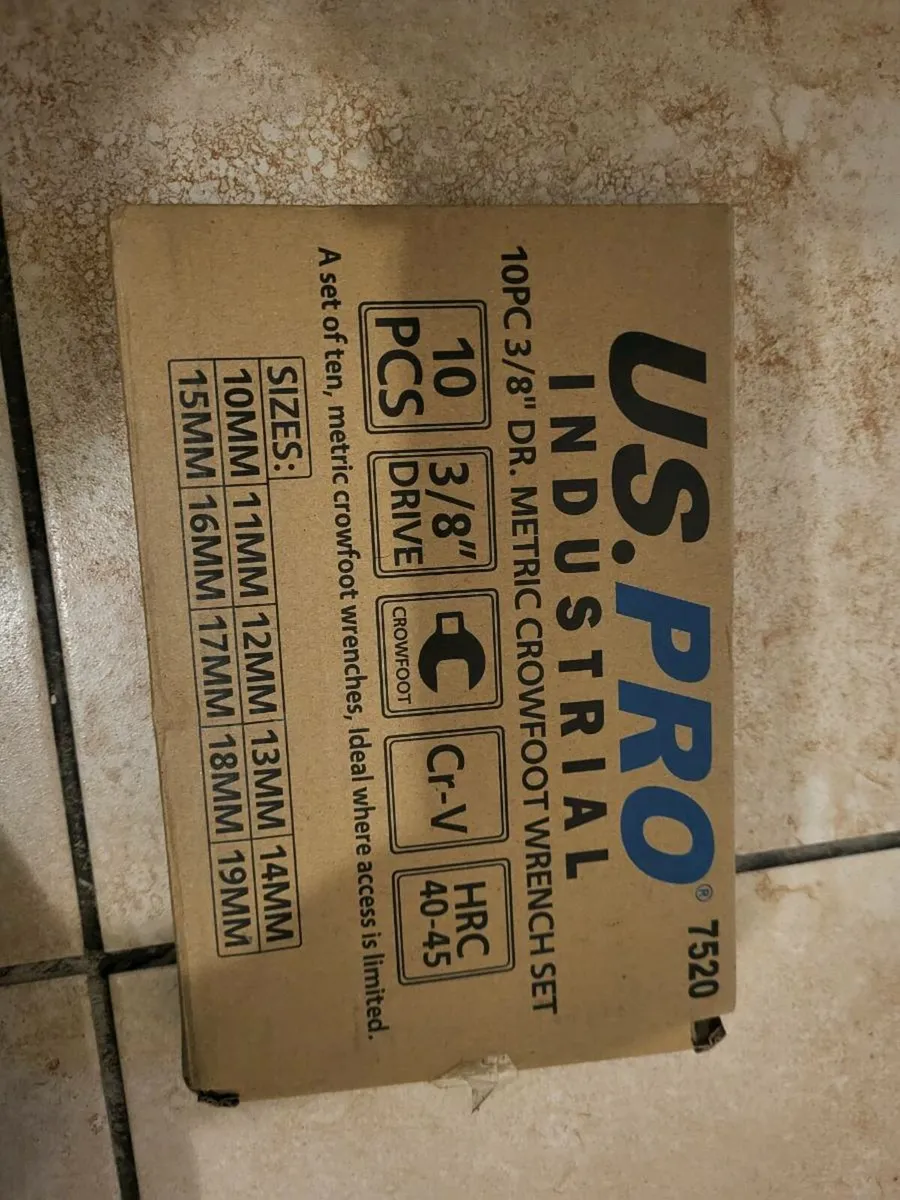 US.PRO® 7520
INDUSTRIAL
10PC 3/8" DR. METRIC CROWFOOT WRENCH SET
10 PCS
3/8" DRIVE
CROWFOOT
Cr-V
HRC 40-45
A set of ten, metric crowfoot wrenches, Ideal where access is limited.
SIZES:
10MM 11MM 12MM 13MM 14MM
15MM 16MM 17MM 18MM 19MM